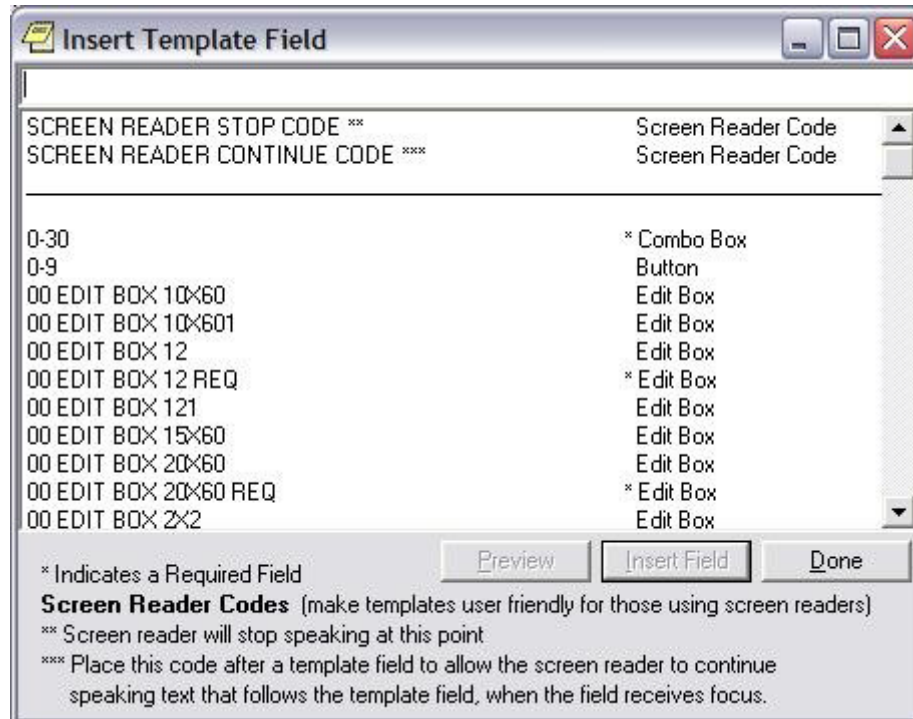 Insert Template Field
SCREEN READER STOP CODE ** Screen Reader Code
SCREEN READER CONTINUE CODE *** Screen Reader Code
0-30 * Combo Box
0-9 Button
00 EDIT BOX 10X60 Edit Box
00 EDIT BOX 10X601 Edit Box
00 EDIT BOX 12 Edit Box
00 EDIT BOX 12 REQ * Edit Box
00 EDIT BOX 121 Edit Box
00 EDIT BOX 15X60 Edit Box
00 EDIT BOX 20X60 Edit Box
00 EDIT BOX 20X60 REQ * Edit Box
00 EDIT BOX 2X2 Edit Box
Preview Insert Field Done
* Indicates a Required Field
Screen Reader Codes (make templates user friendly for those using screen readers)
** Screen reader will stop speaking at this point
*** Place this code after a template field to allow the screen reader to continue
speaking text that follows the template field, when the field receives focus.